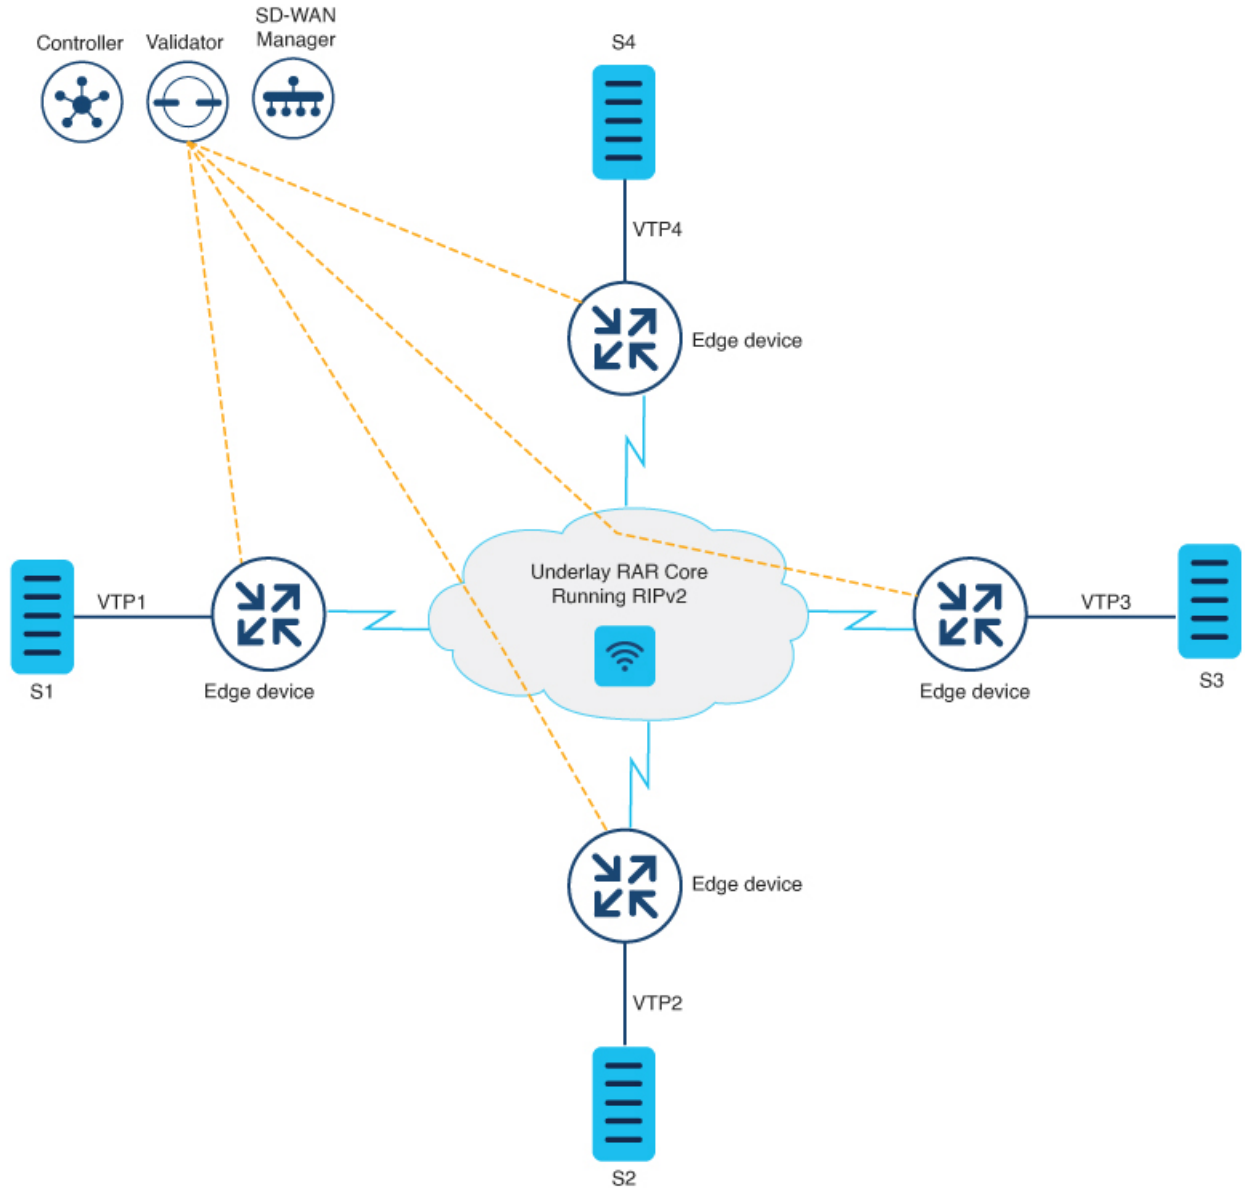 Controller
Validator
SD-WAN
Manager
S4
VTP4
Edge device
Underlay RAR Core
Running RIPv2
VTP1
S1
Edge device
VTP3
S3
Edge device
Edge device
VTP2
S2